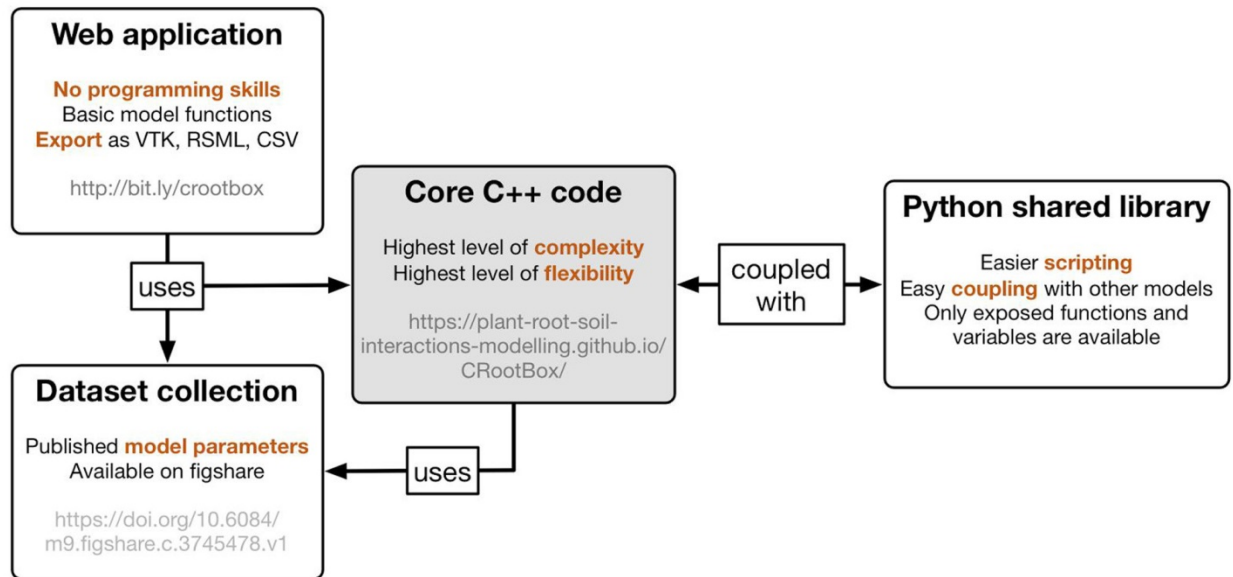 Web application
No programming skills
Basic model functions
Export as VTK, RSML, CSV
http://bit.ly/crootbox
uses
Core C++ code
Highest level of complexity
Highest level of flexibility
https://plant-root-soil-
interactions-modelling.github.io/
CRootBox/
coupled
with
Python shared library
Easier scripting
Easy coupling with other models
Only exposed functions and
variables are available
Dataset collection
Published model parameters
Available on figshare
https://doi.org/10.6084/
m9.figshare.c.3745478.v1
uses